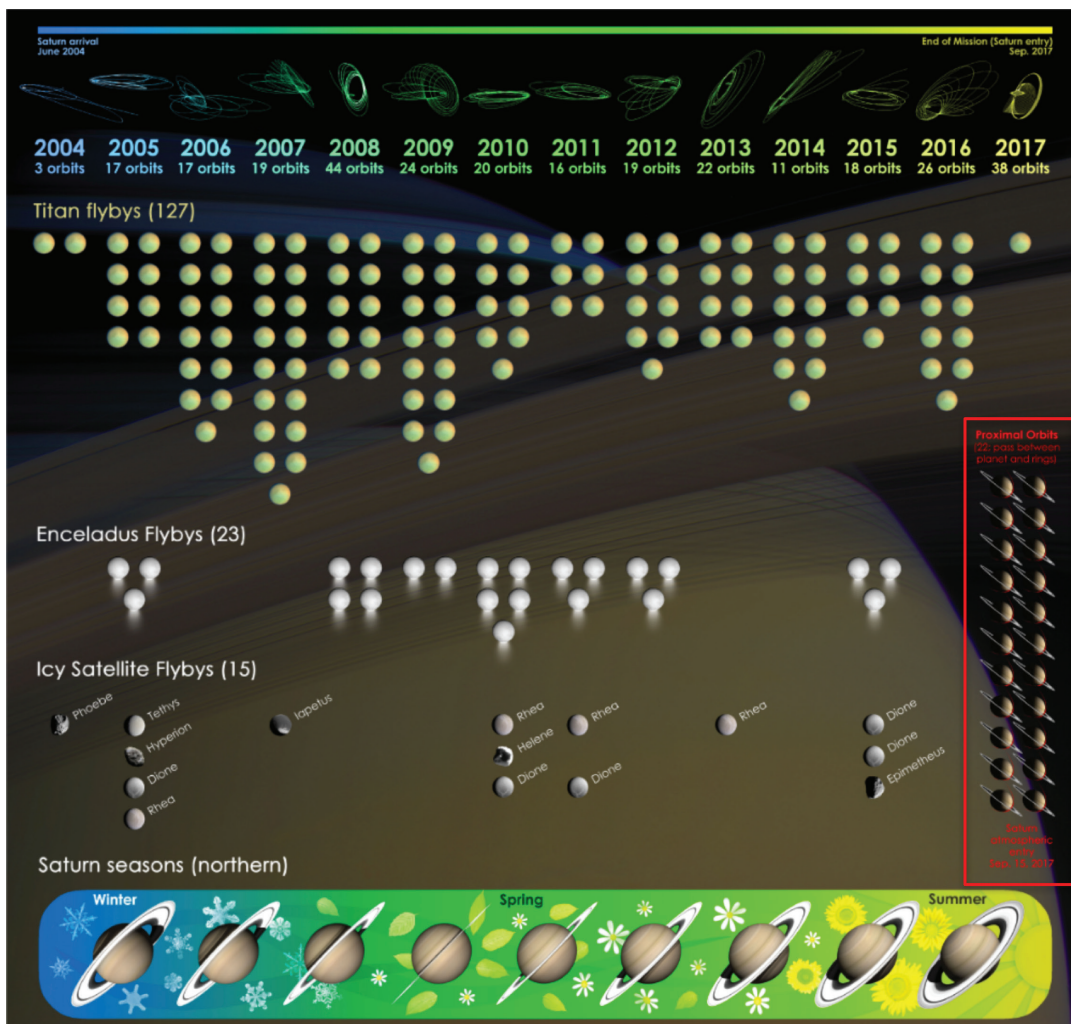 Saturn arrival
June 2004
End of Mission (Saturn entry)
Sep. 2017
2004 2005 2006 2007 2008 2009 2010 2011 2012 2013 2014 2015 2016 2017
3 orbits 17 orbits 17 orbits 19 orbits 44 orbits 24 orbits 20 orbits 16 orbits 19 orbits 22 orbits 11 orbits 18 orbits 26 orbits 38 orbits
Titan flybys (127)
Proximal Orbits
(22: pass between
planet and rings)
Enceladus Flybys (23)
Icy Satellite Flybys (15)
Phoebe Tethys Iapetus Rhea Rhea Rhea Dione
Hyperion Helene Dione
Dione Dione Dione Epimetheus
Rhea
Saturn
atmospheric
entry
Sep. 15, 2017
Saturn seasons (northern)
Winter Spring Summer